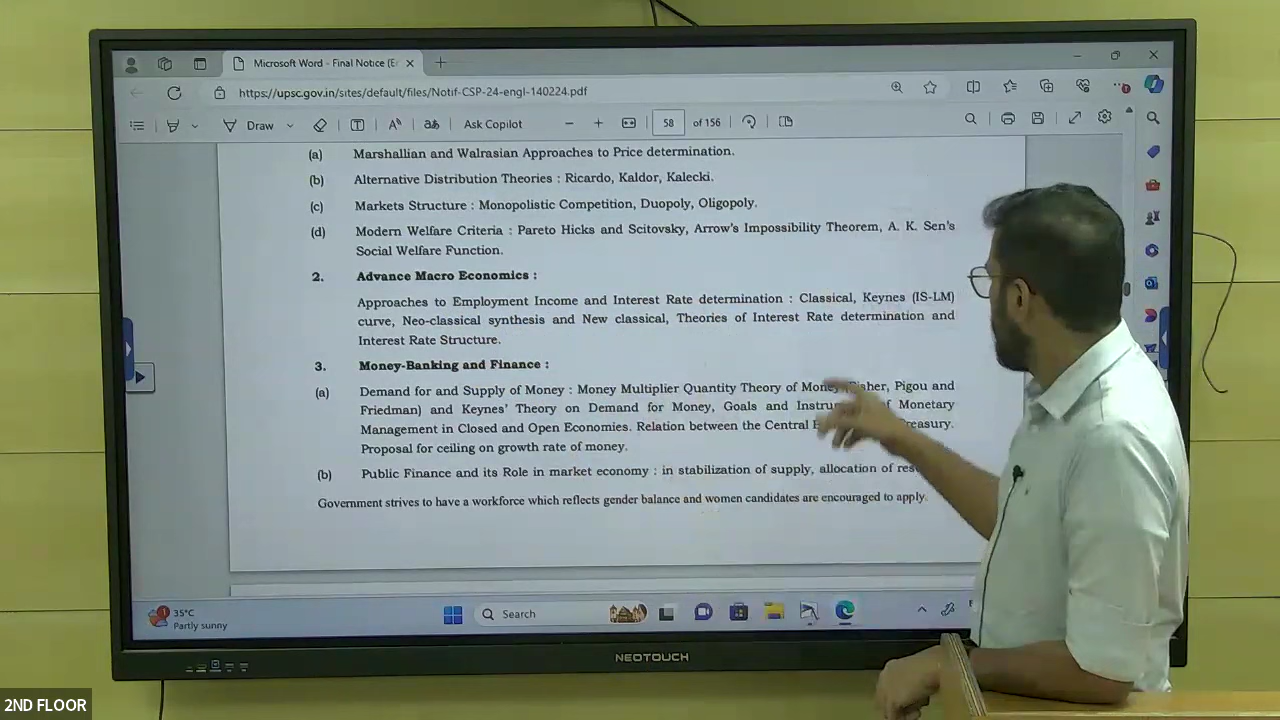 Microsoft Word - Final Notice (E
https://upsc.gov.in/sites/default/files/Notif-CSP-24-engl-140224.pdf
Draw
Ask Copilot
58 of 156
(a) Marshallian and Walrasian Approaches to Price determination.
(b) Alternative Distribution Theories : Ricardo, Kaldor, Kalecki.
(c) Markets Structure : Monopolistic Competition, Duopoly, Oligopoly.
(d) Modern Welfare Criteria : Pareto Hicks and Scitovsky, Arrow's Impossibility Theorem, A. K. Sen's
Social Welfare Function.
2. Advance Macro Economics :
Approaches to Employment Income and Interest Rate determination : Classical, Keynes (IS-LM)
curve, Neo-classical synthesis and New classical, Theories of Interest Rate determination and
Interest Rate Structure.
3. Money-Banking and Finance :
(a) Demand for and Supply of Money : Money Multiplier Quantity Theory of Money (Fisher, Pigou and
Friedman) and Keynes' Theory on Demand for Money, Goals and of Monetary
Management in Closed and Open Economies. Relation between the Central
Proposal for ceiling on growth rate of money.
(b) Public Finance and its Role in market economy : in stabilization of supply, allocation of
Government strives to have a workforce which reflects gender balance and women candidates are encouraged to apply.
35°C
Partly sunny
Search
NEOTOUCH
2ND FLOOR